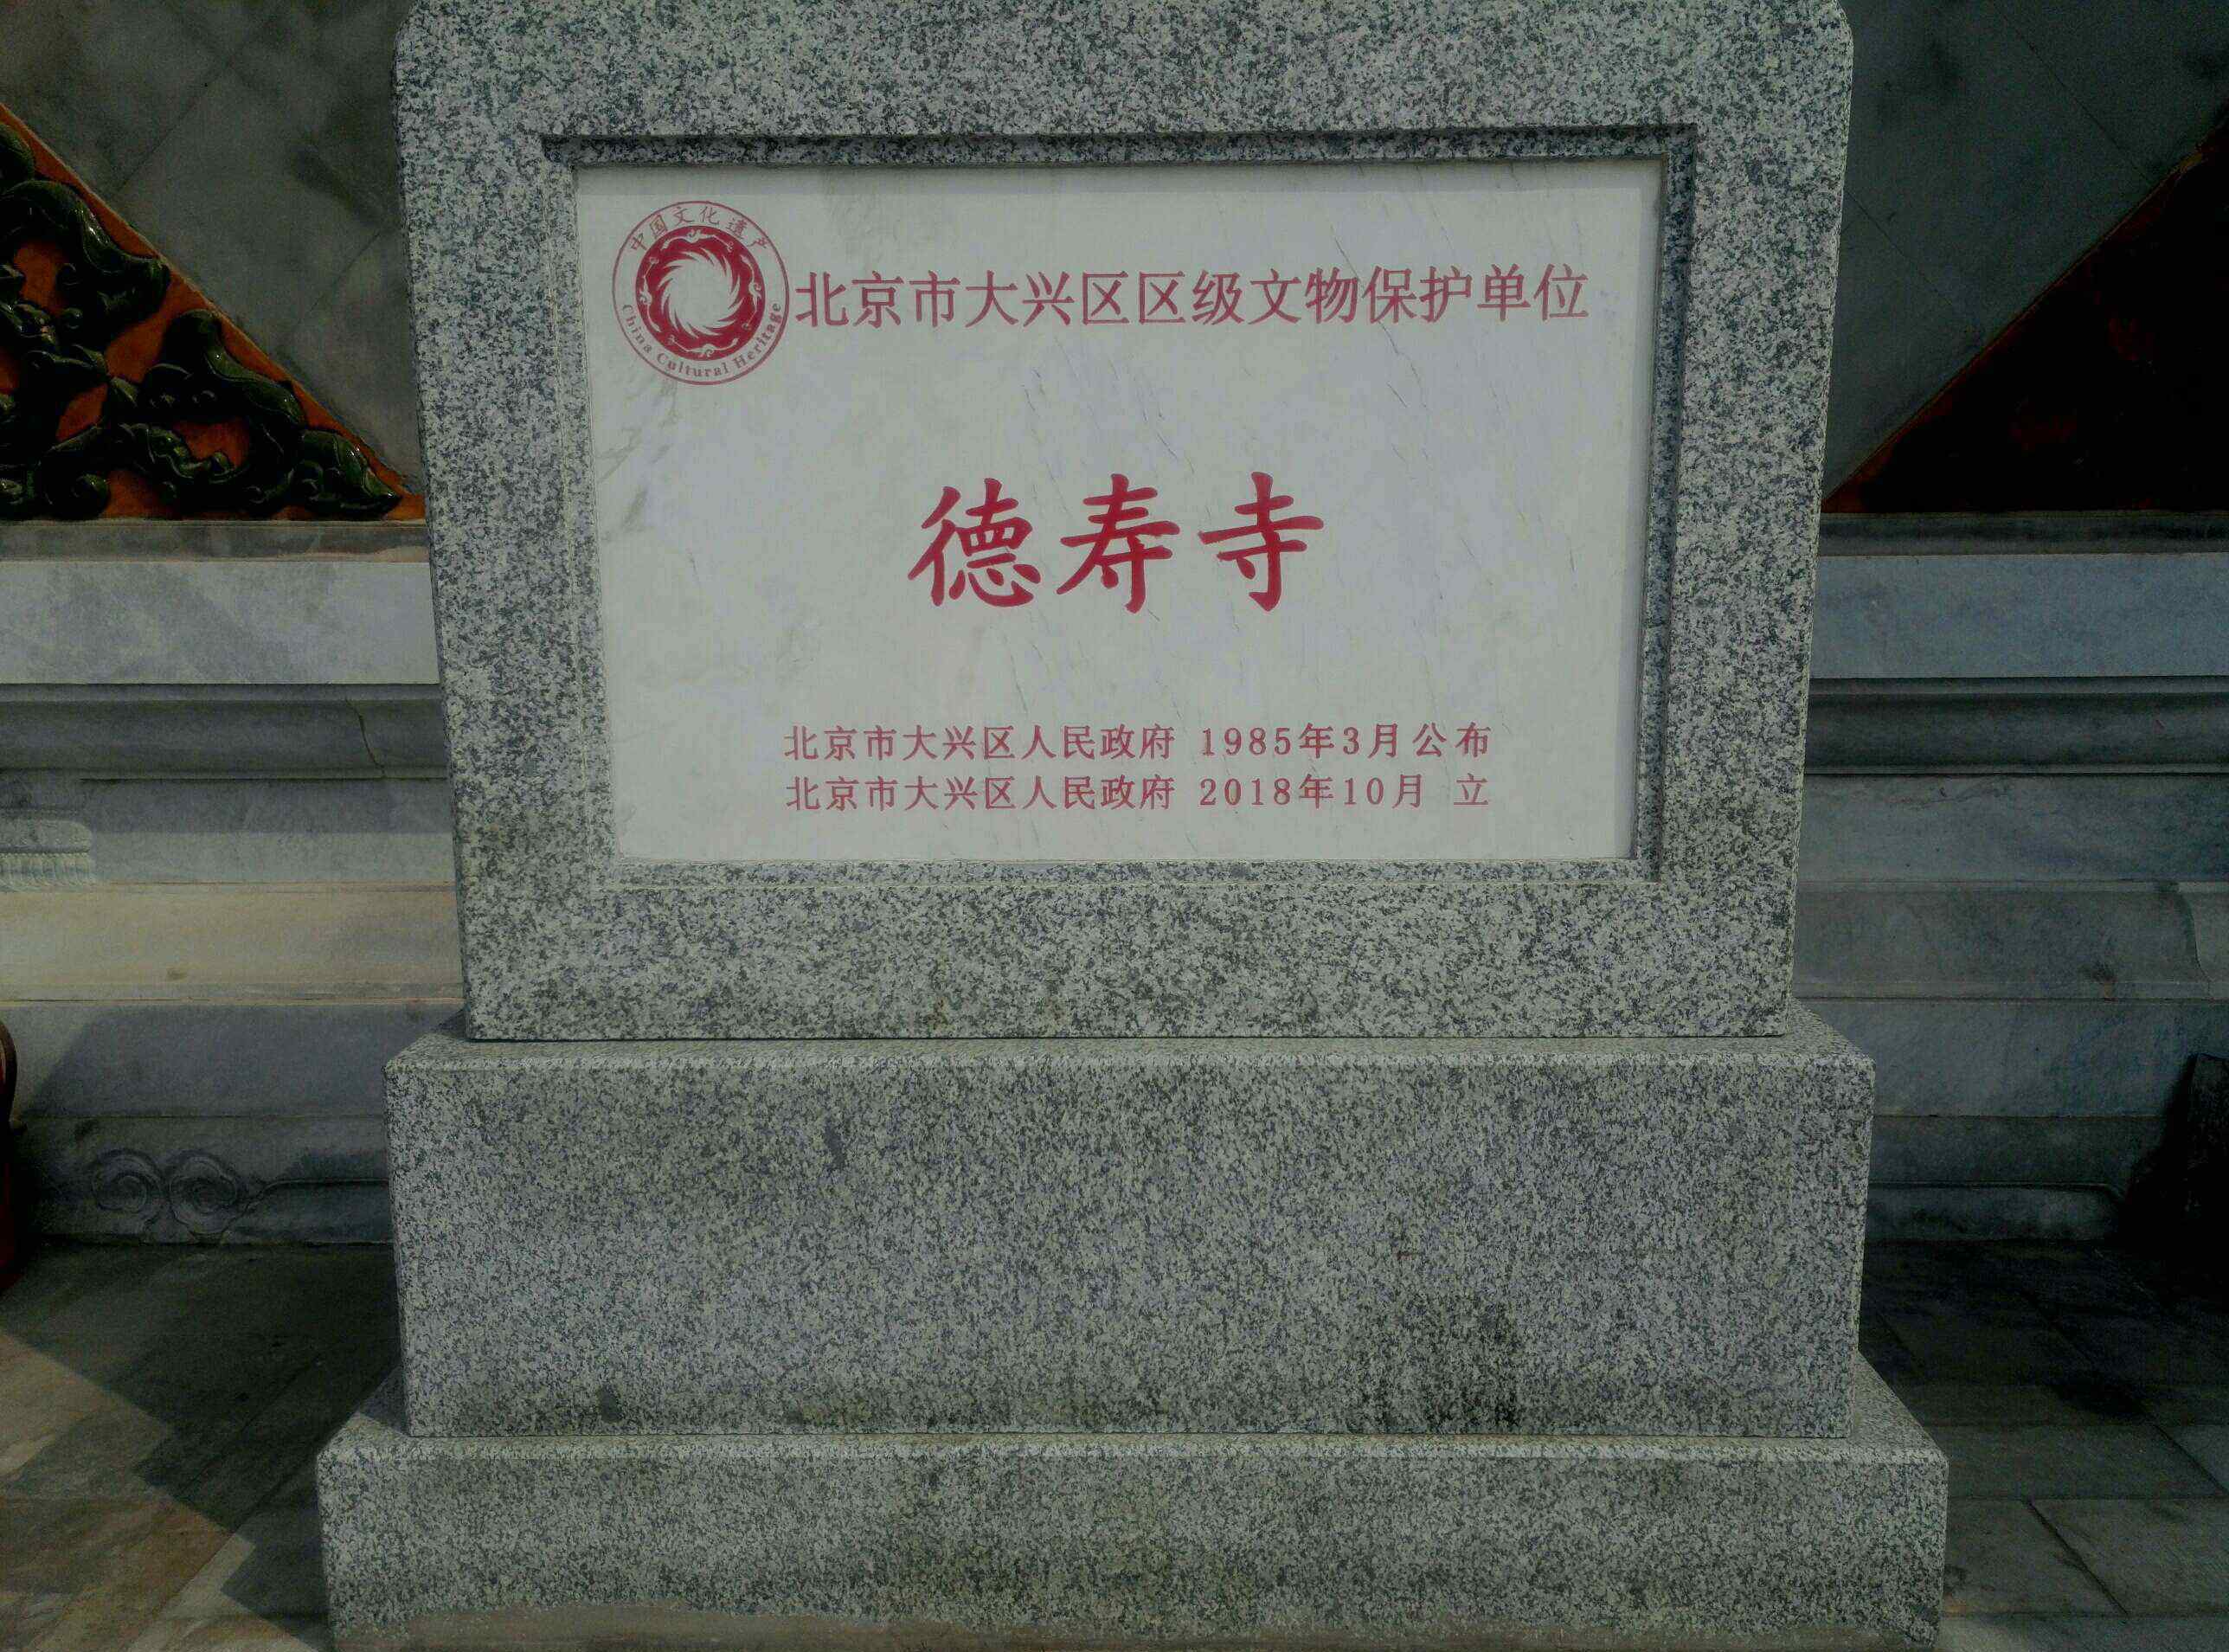 中国文化遗产
China Cultural Heritage
北京市大兴区区级文物保护单位
德寿寺
北京市大兴区人民政府 1985年3月公布
北京市大兴区人民政府 2018年10月 立